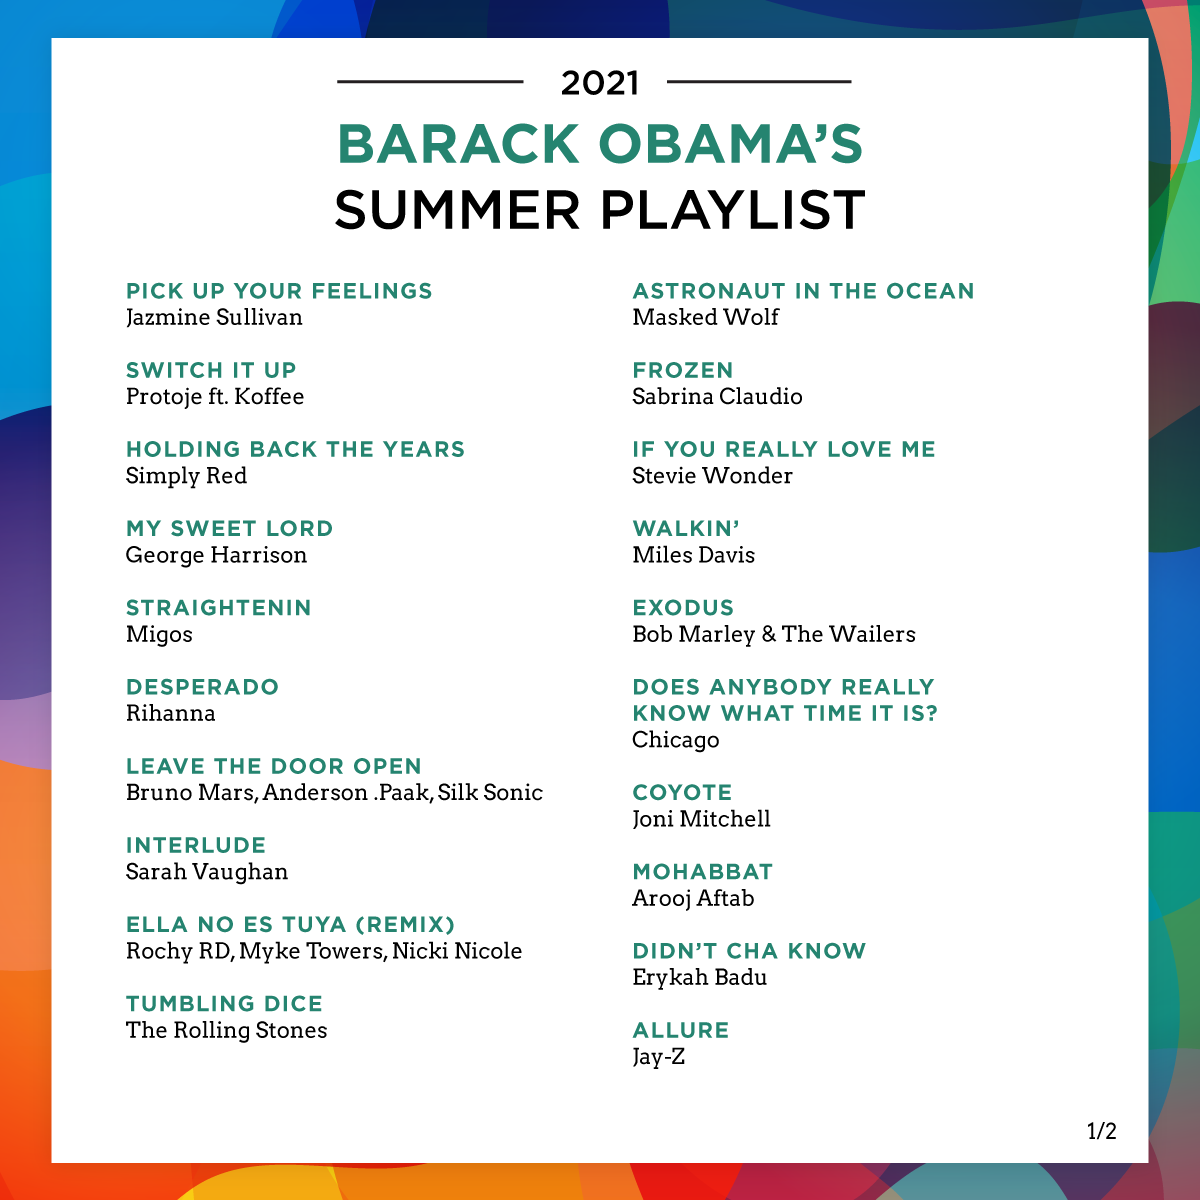 2021
BARACK OBAMA’S
SUMMER PLAYLIST
PICK UP YOUR FEELINGS
Jazmine Sullivan
SWITCH IT UP
Protoje ft. Koffee
HOLDING BACK THE YEARS
Simply Red
MY SWEET LORD
George Harrison
STRAIGHTENIN
Migos
DESPERADO
Rihanna
LEAVE THE DOOR OPEN
Bruno Mars, Anderson .Paak, Silk Sonic
INTERLUDE
Sarah Vaughan
ELLA NO ES TUYA (REMIX)
Rochy RD, Myke Towers, Nicki Nicole
TUMBLING DICE
The Rolling Stones
ASTRONAUT IN THE OCEAN
Masked Wolf
FROZEN
Sabrina Claudio
IF YOU REALLY LOVE ME
Stevie Wonder
WALKIN’
Miles Davis
EXODUS
Bob Marley & The Wailers
DOES ANYBODY REALLY
KNOW WHAT TIME IT IS?
Chicago
COYOTE
Joni Mitchell
MOHABBAT
Arooj Aftab
DIDN’T CHA KNOW
Erykah Badu
ALLURE
Jay-Z
1/2